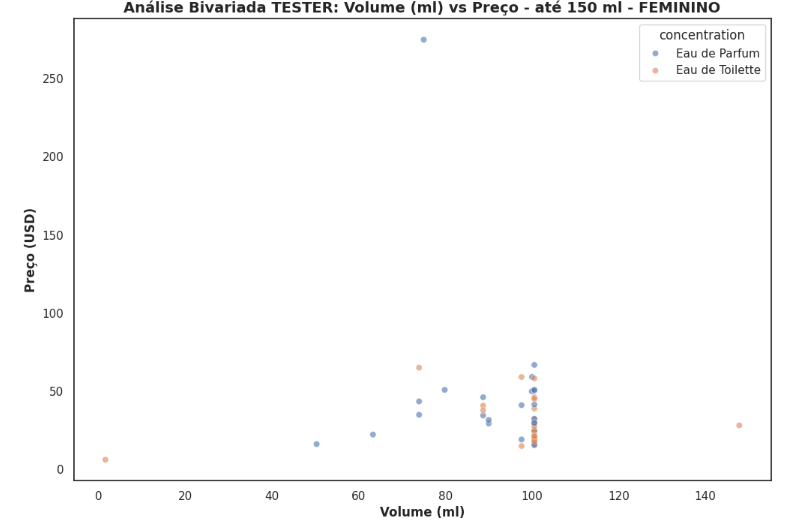 Análise Bivariada TESTER: Volume (ml) vs Preço - até 150 ml - FEMININO
concentration
Eau de Parfum
Eau de Toilette
250
200
150
100
50
0
Preço (USD)
0 20 40 60 80 100 120 140
Volume (ml)